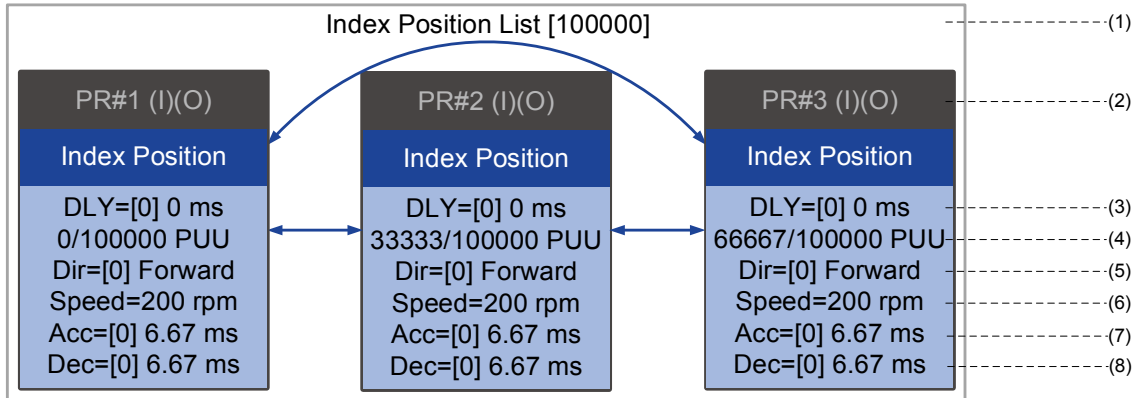 Index Position List [100000]
(1)
PR#1 (I)(O)
PR#2 (I)(O)
PR#3 (I)(O)
(2)
Index Position
Index Position
Index Position
DLY=[0] 0 ms
DLY=[0] 0 ms
DLY=[0] 0 ms
(3)
0/100000 PUU
33333/100000 PUU
66667/100000 PUU
(4)
Dir=[0] Forward
Dir=[0] Forward
Dir=[0] Forward
(5)
Speed=200 rpm
Speed=200 rpm
Speed=200 rpm
(6)
Acc=[0] 6.67 ms
Acc=[0] 6.67 ms
Acc=[0] 6.67 ms
(7)
Dec=[0] 6.67 ms
Dec=[0] 6.67 ms
Dec=[0] 6.67 ms
(8)